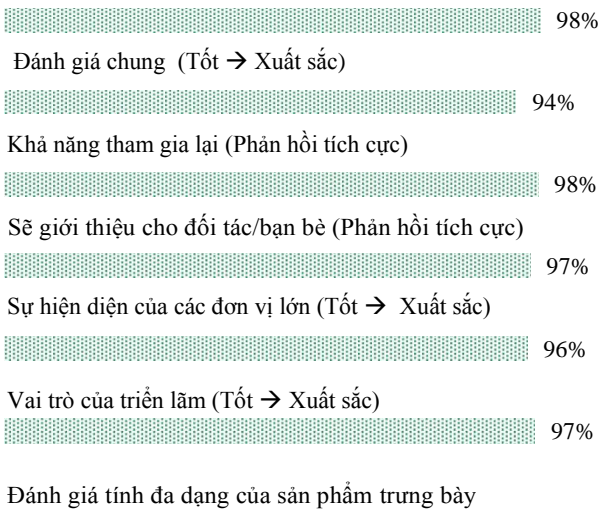 98%
Đánh giá chung (Tốt → Xuất sắc)
94%
Khả năng tham gia lại (Phản hồi tích cực)
98%
Sẽ giới thiệu cho đối tác/bạn bè (Phản hồi tích cực)
97%
Sự hiện diện của các đơn vị lớn (Tốt → Xuất sắc)
96%
Vai trò của triển lãm (Tốt → Xuất sắc)
97%
Đánh giá tính đa dạng của sản phẩm trưng bày